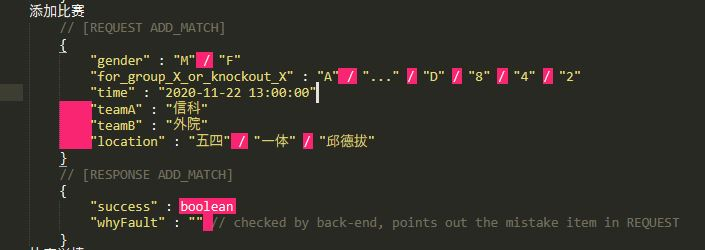 添加比赛
// [REQUEST ADD_MATCH]
{
"gender" : "M" / "F"
"for_group_X_or_knockout_X" : "A" / "..." / "D" / "8" / "4" / "2"
"time" : "2020-11-22 13:00:00"
"teamA" : "信科"
"teamB" : "外院"
"location" : "五四" / "一体" / "邱德拔"
}
// [RESPONSE ADD_MATCH]
{
"success" : boolean
"whyFault" : "" // checked by back-end, points out the mistake item in REQUEST
}